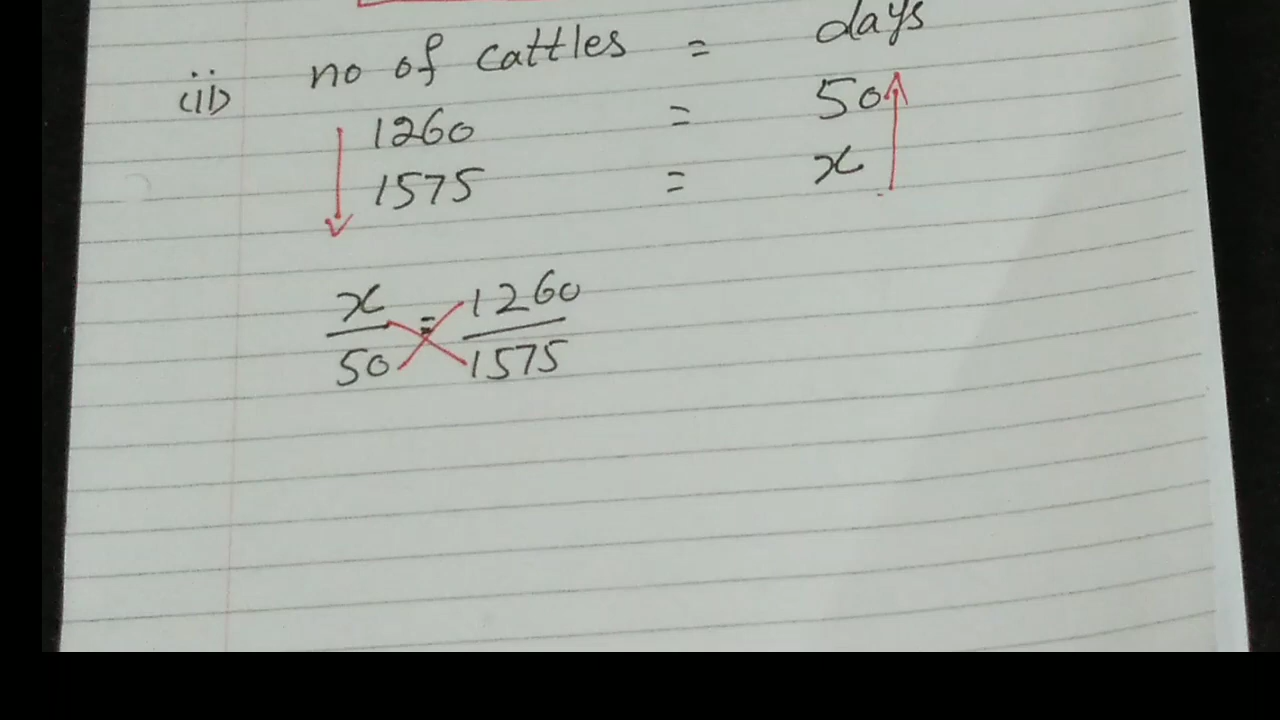 (ii) no of cattles = days
1260 = 50
1575 = x
x/50 = 1260/1575